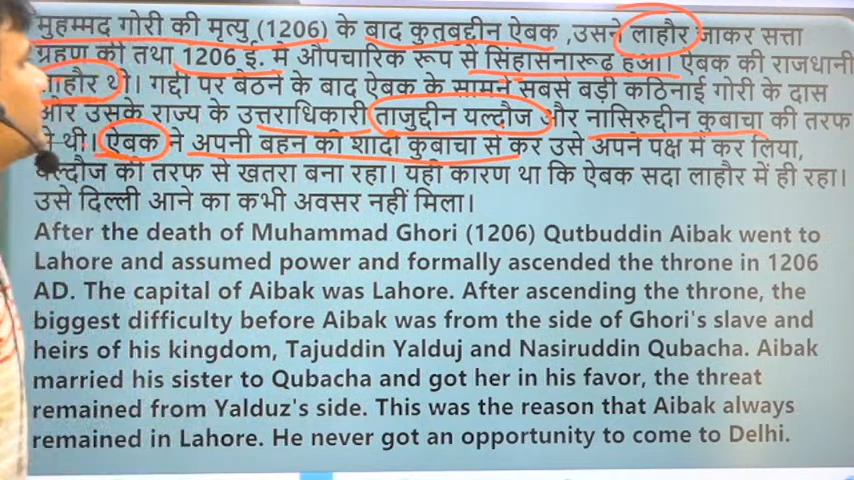 मुहम्मद गोरी की मृत्यु (1206) के बाद कुतुबद्दीन ऐबक ,उसने लाहौर जाकर सत्ता
ग्रहण की तथा 1206 ई. में औपचारिक रूप से सिंहासनारूढ हुआ। ऐबक की राजधानी
लाहौर थी। गद्दी पर बेठने के बाद ऐबक के सामने सबसे बड़ी कठिनाई गोरी के दास
और उसके राज्य के उत्तराधिकारी ताजुद्दीन यल्दौज और नासिरुद्दीन कुबाचा की तरफ
से थी। ऐबक ने अपनी बहन की शादी कुबाचा से कर उसे अपने पक्ष में कर लिया,
यल्दौज की तरफ से खतरा बना रहा। यही कारण था कि ऐबक सदा लाहौर में ही रहा।
उसे दिल्ली आने का कभी अवसर नहीं मिला।
After the death of Muhammad Ghori (1206) Qutbuddin Aibak went to
Lahore and assumed power and formally ascended the throne in 1206
AD. The capital of Aibak was Lahore. After ascending the throne, the
biggest difficulty before Aibak was from the side of Ghori's slave and
heirs of his kingdom, Tajuddin Yalduj and Nasiruddin Qubacha. Aibak
married his sister to Qubacha and got her in his favor, the threat
remained from Yalduz's side. This was the reason that Aibak always
remained in Lahore. He never got an opportunity to come to Delhi.